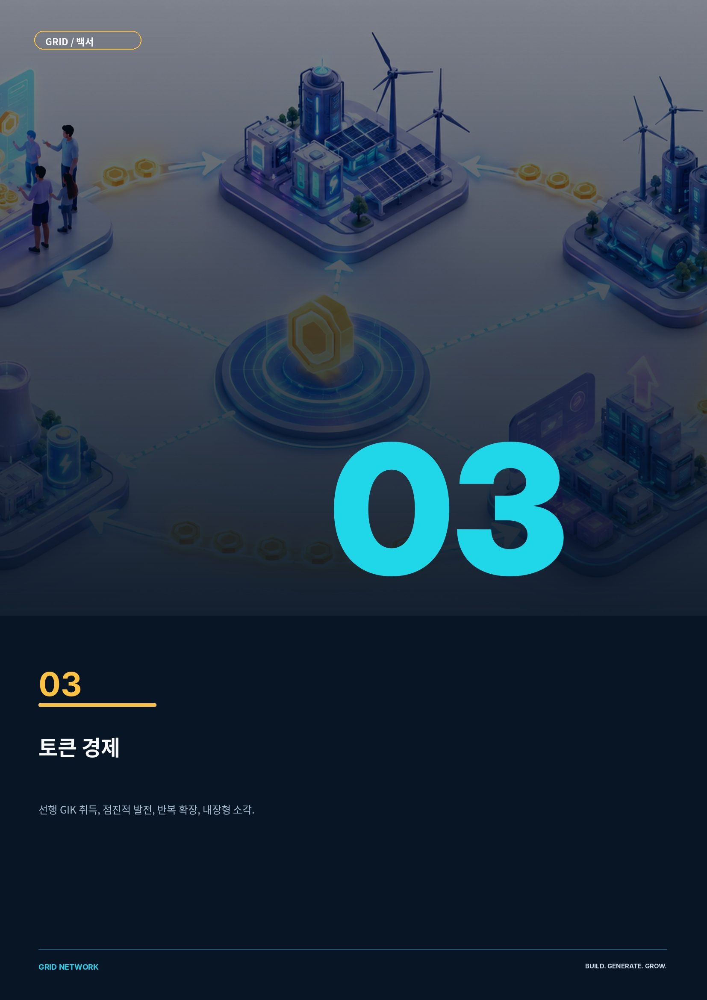 GRID / 백서
03
03
토큰 경제
선행 GIK 취득, 점진적 발전, 반복 확장, 내장형 소각.
GRID NETWORK
BUILD. GENERATE. GROW.